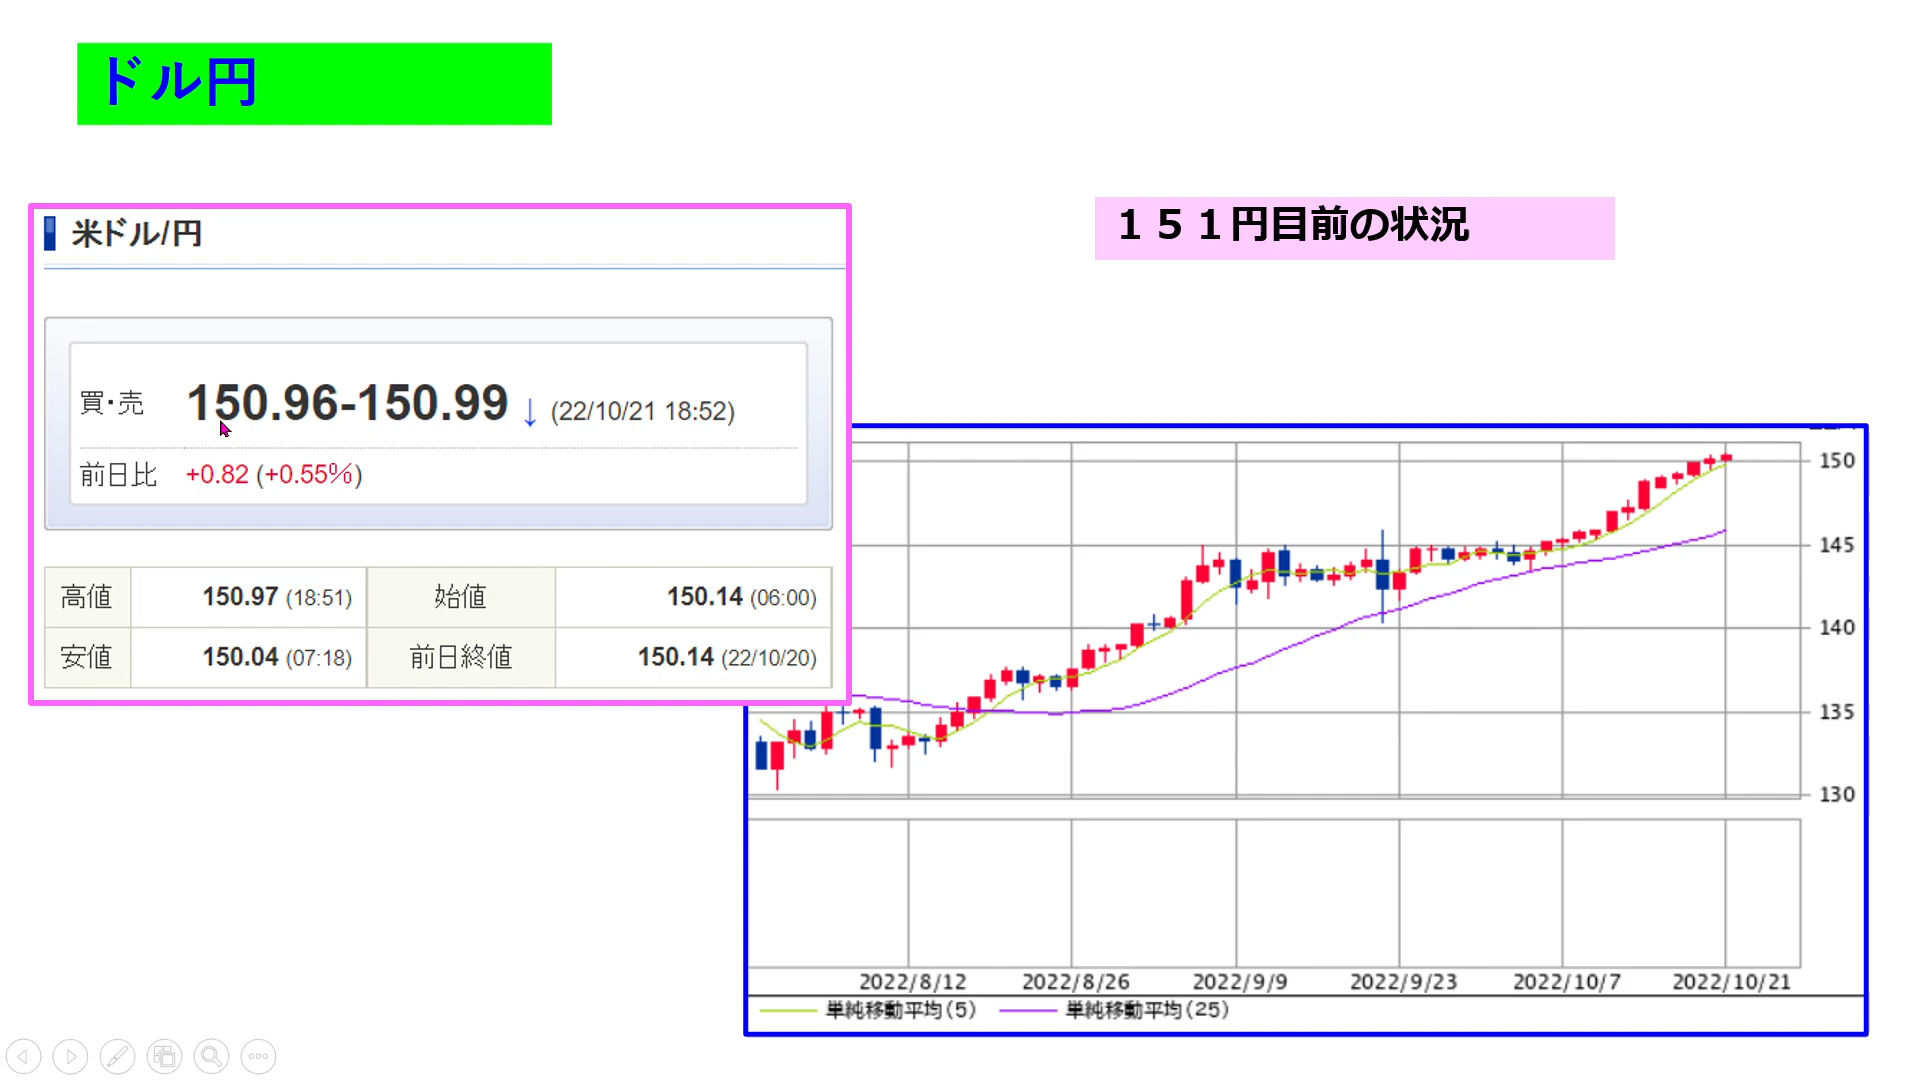 ドル円
１５１円目前の状況
米ドル/円
買・売 150.96-150.99 ↓ (22/10/21 18:52)
前日比 +0.82 (+0.55%)
高値 150.97 (18:51) 始値 150.14 (06:00)
安値 150.04 (07:18) 前日終値 150.14 (22/10/20)
150
145
140
135
130
2022/8/12 2022/8/26 2022/9/9 2022/9/23 2022/10/7 2022/10/21
単純移動平均(5) 単純移動平均(25)